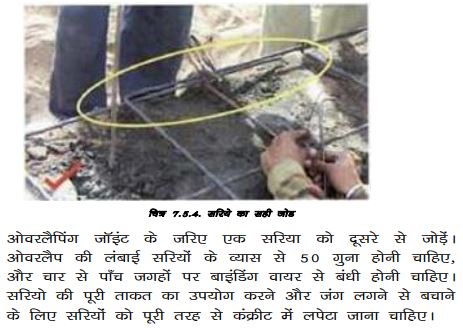 चित्र 7.5.4. सरिये का सही जोड
ओवरलैपिंग जॉइंट के जरिए एक सरिया को दूसरे से जोड़ें।
ओवरलैप की लंबाई सरियों के व्यास से 50 गुना होनी चाहिए,
और चार से पाँच जगहों पर बाइंडिंग वायर से बंधी होनी चाहिए।
सरियो की पूरी ताकत का उपयोग करने और जंग लगने से बचाने
के लिए सरियों को पूरी तरह से कंक्रीट में लपेटा जाना चाहिए।